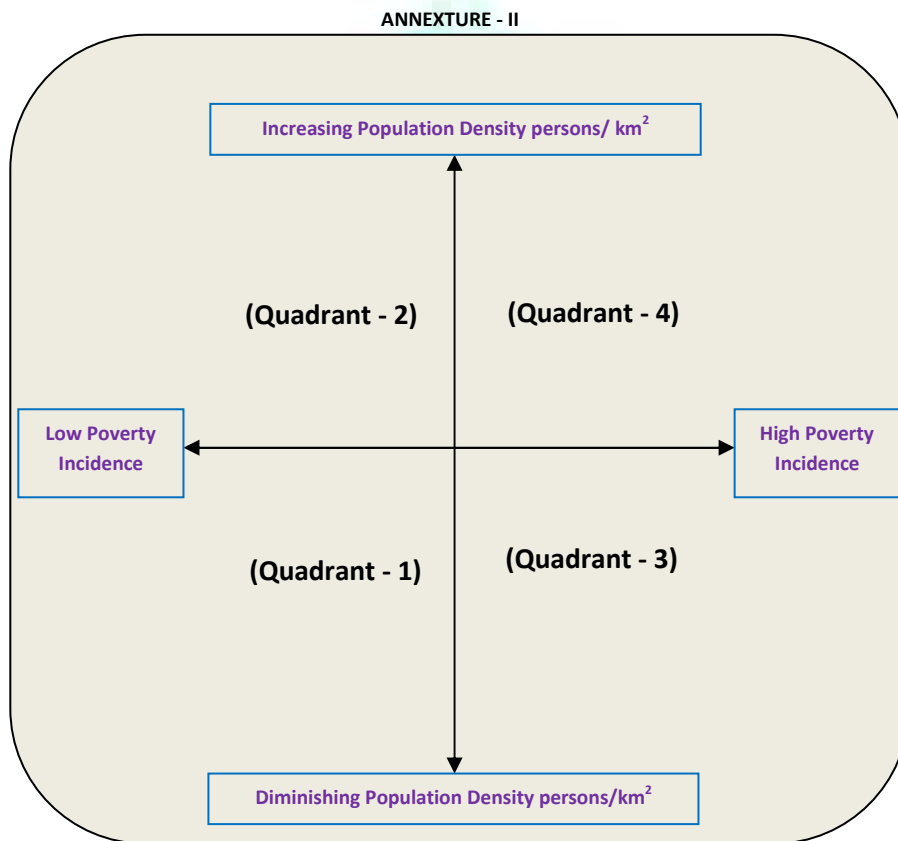 ANNEXTURE - II
Increasing Population Density persons/ km²
(Quadrant - 2)
(Quadrant - 4)
Low Poverty
Incidence
High Poverty
Incidence
(Quadrant - 1)
(Quadrant - 3)
Diminishing Population Density persons/km²